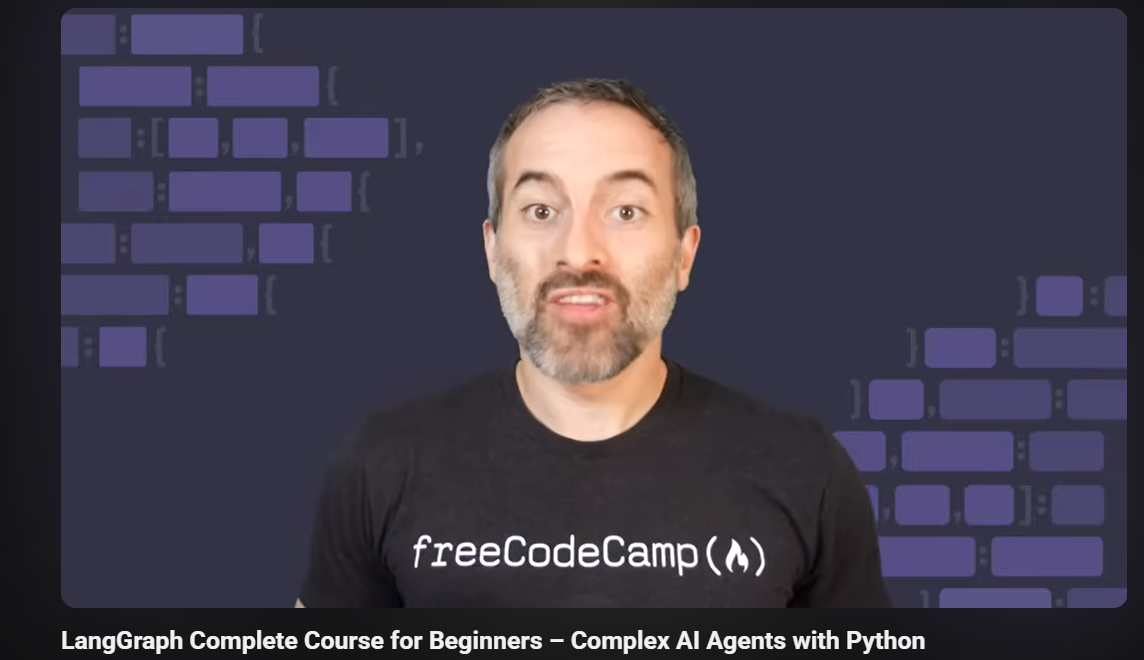 freeCodeCamp(🔥)
LangGraph Complete Course for Beginners – Complex AI Agents with Python